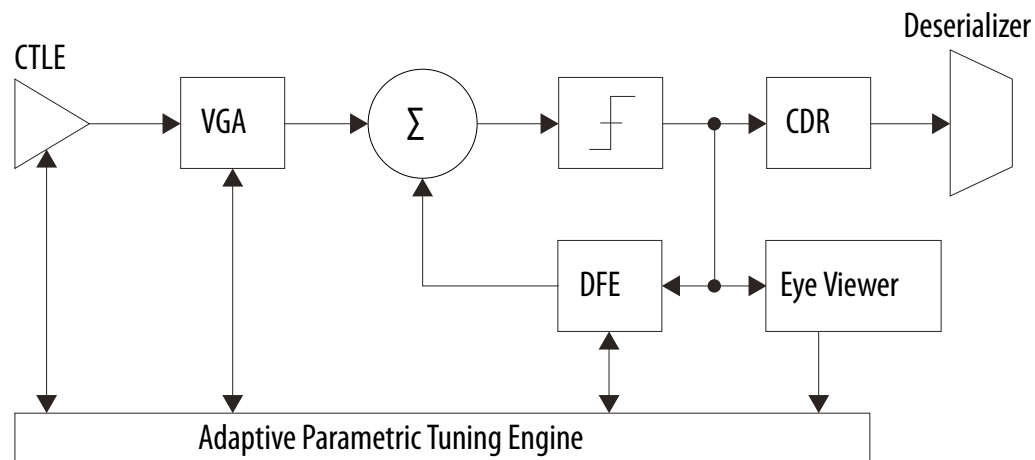 Deserializer
CTLE
VGA
Σ
CDR
DFE
Eye Viewer
Adaptive Parametric Tuning Engine